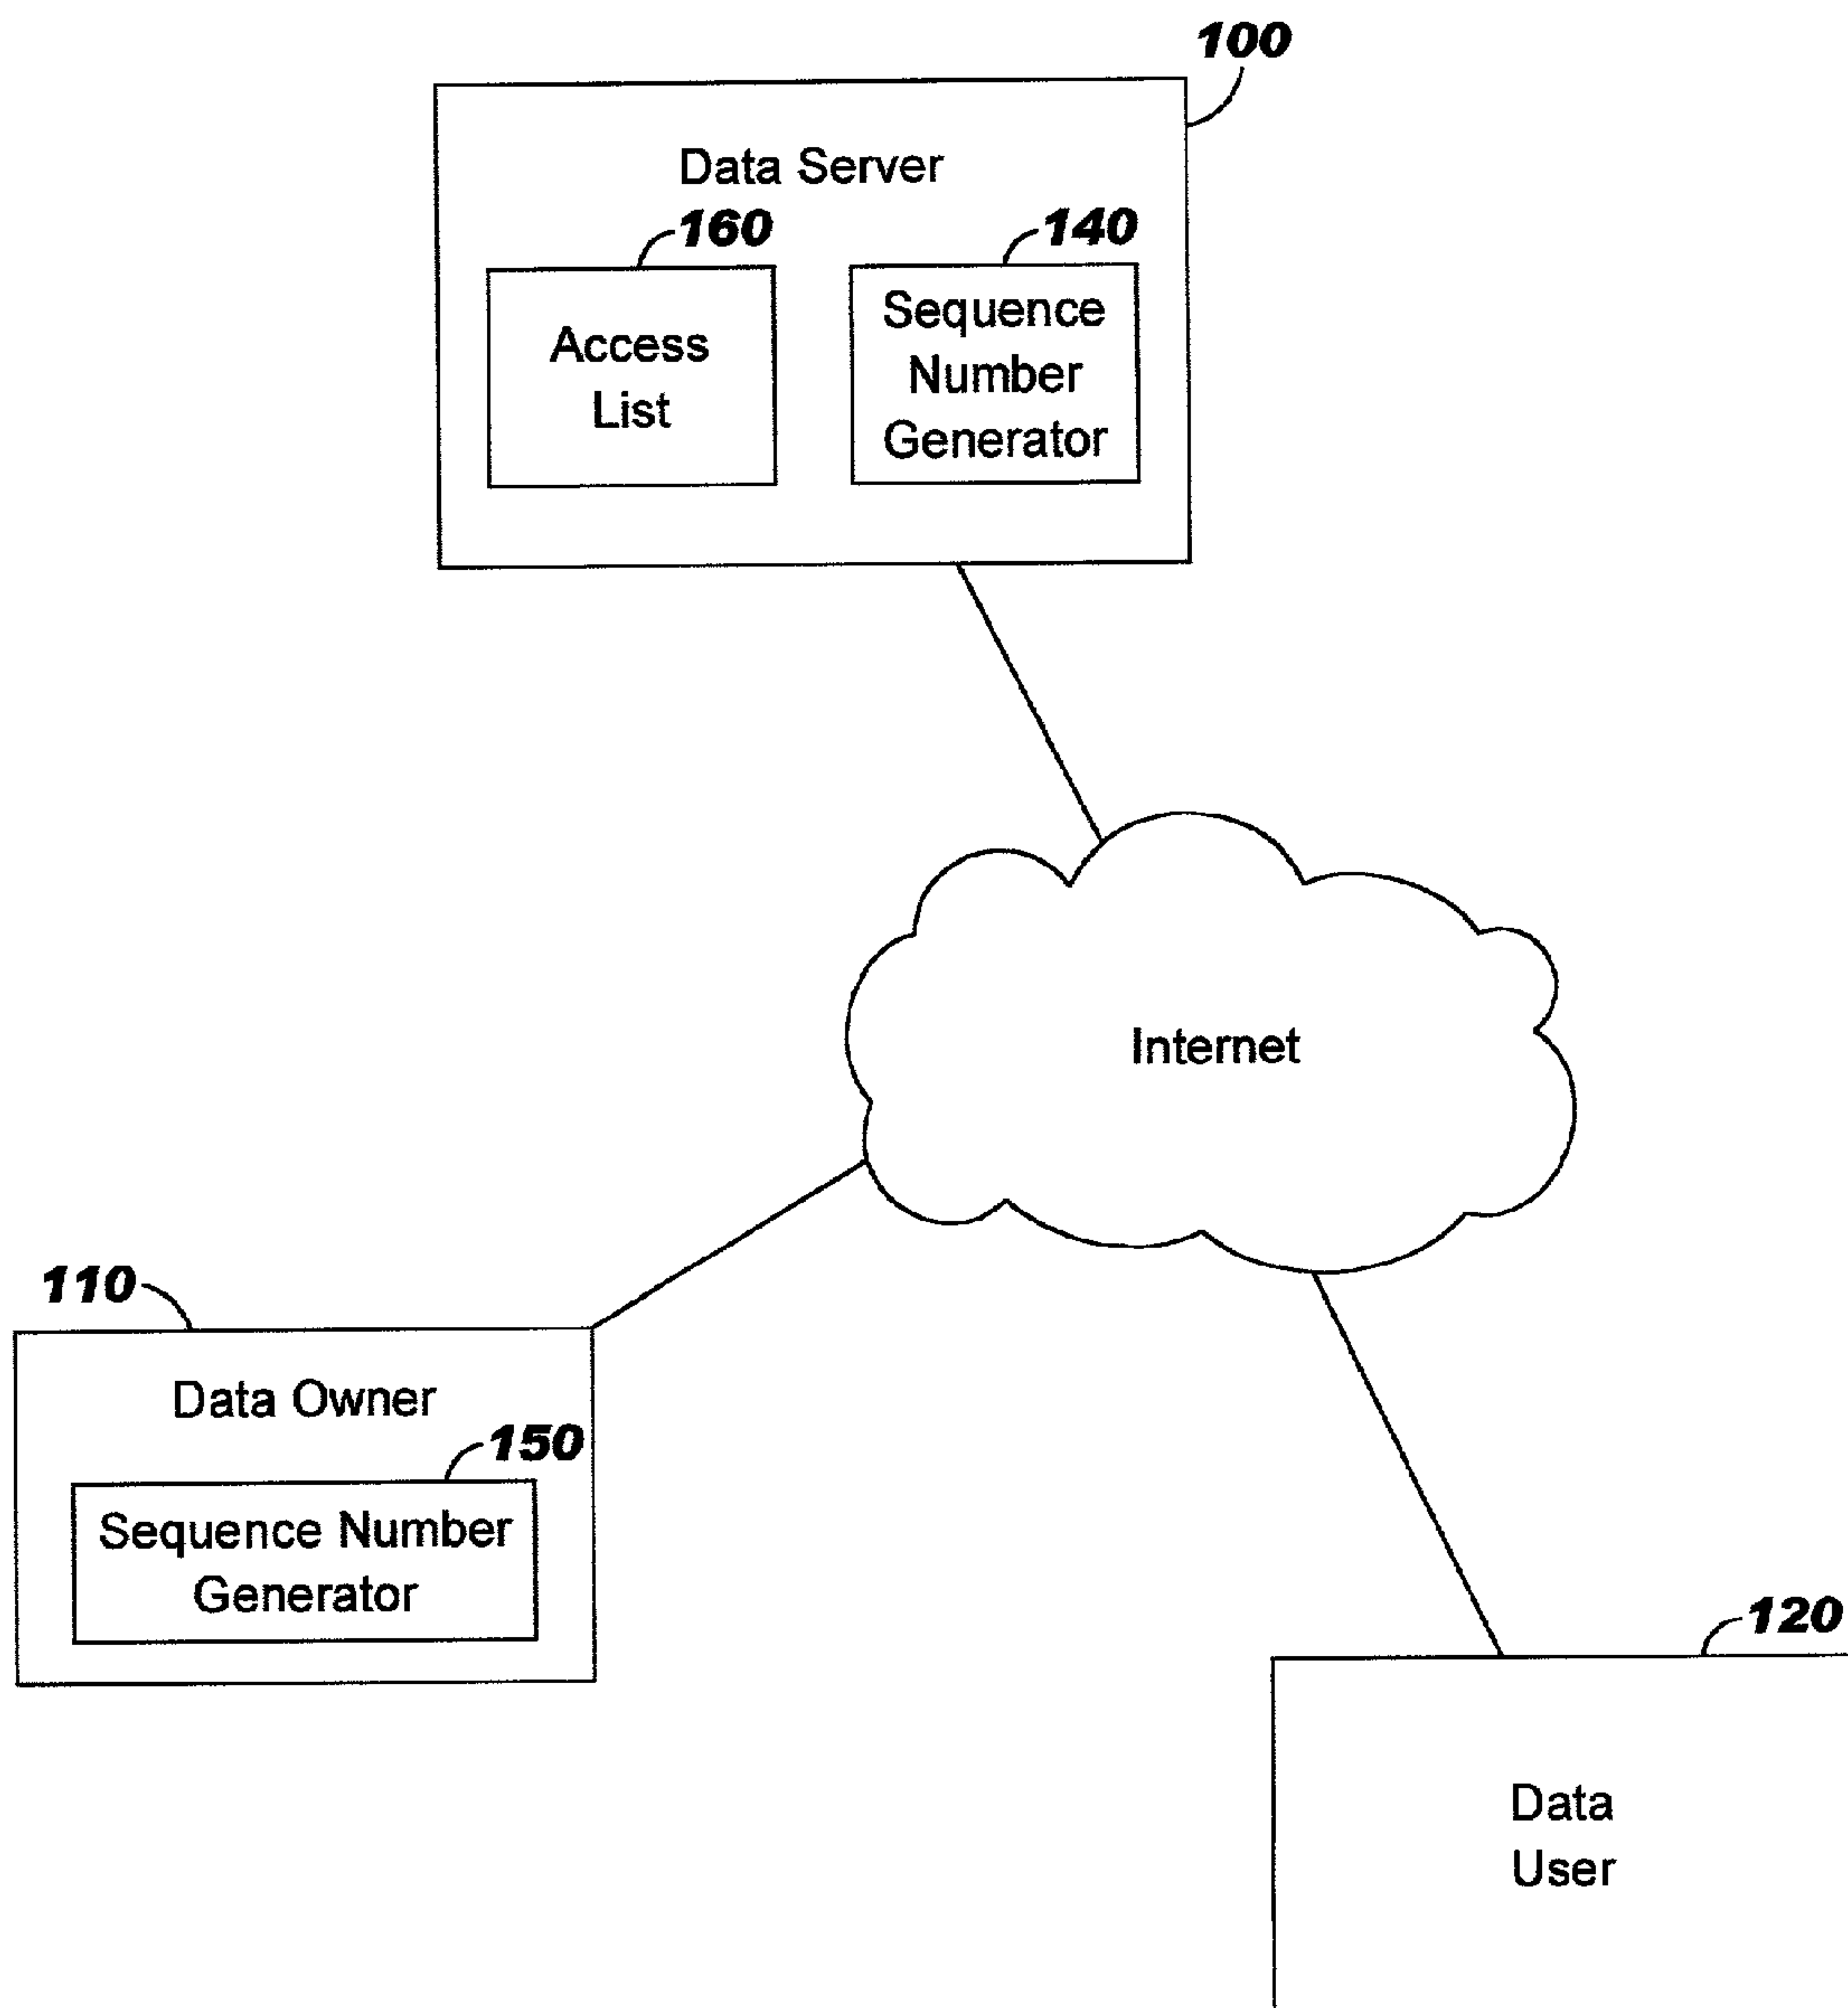 100
Data Server
160
140
Access
List
Sequence
Number
Generator
Internet
110
Data Owner
150
Sequence Number
Generator
120
Data
User